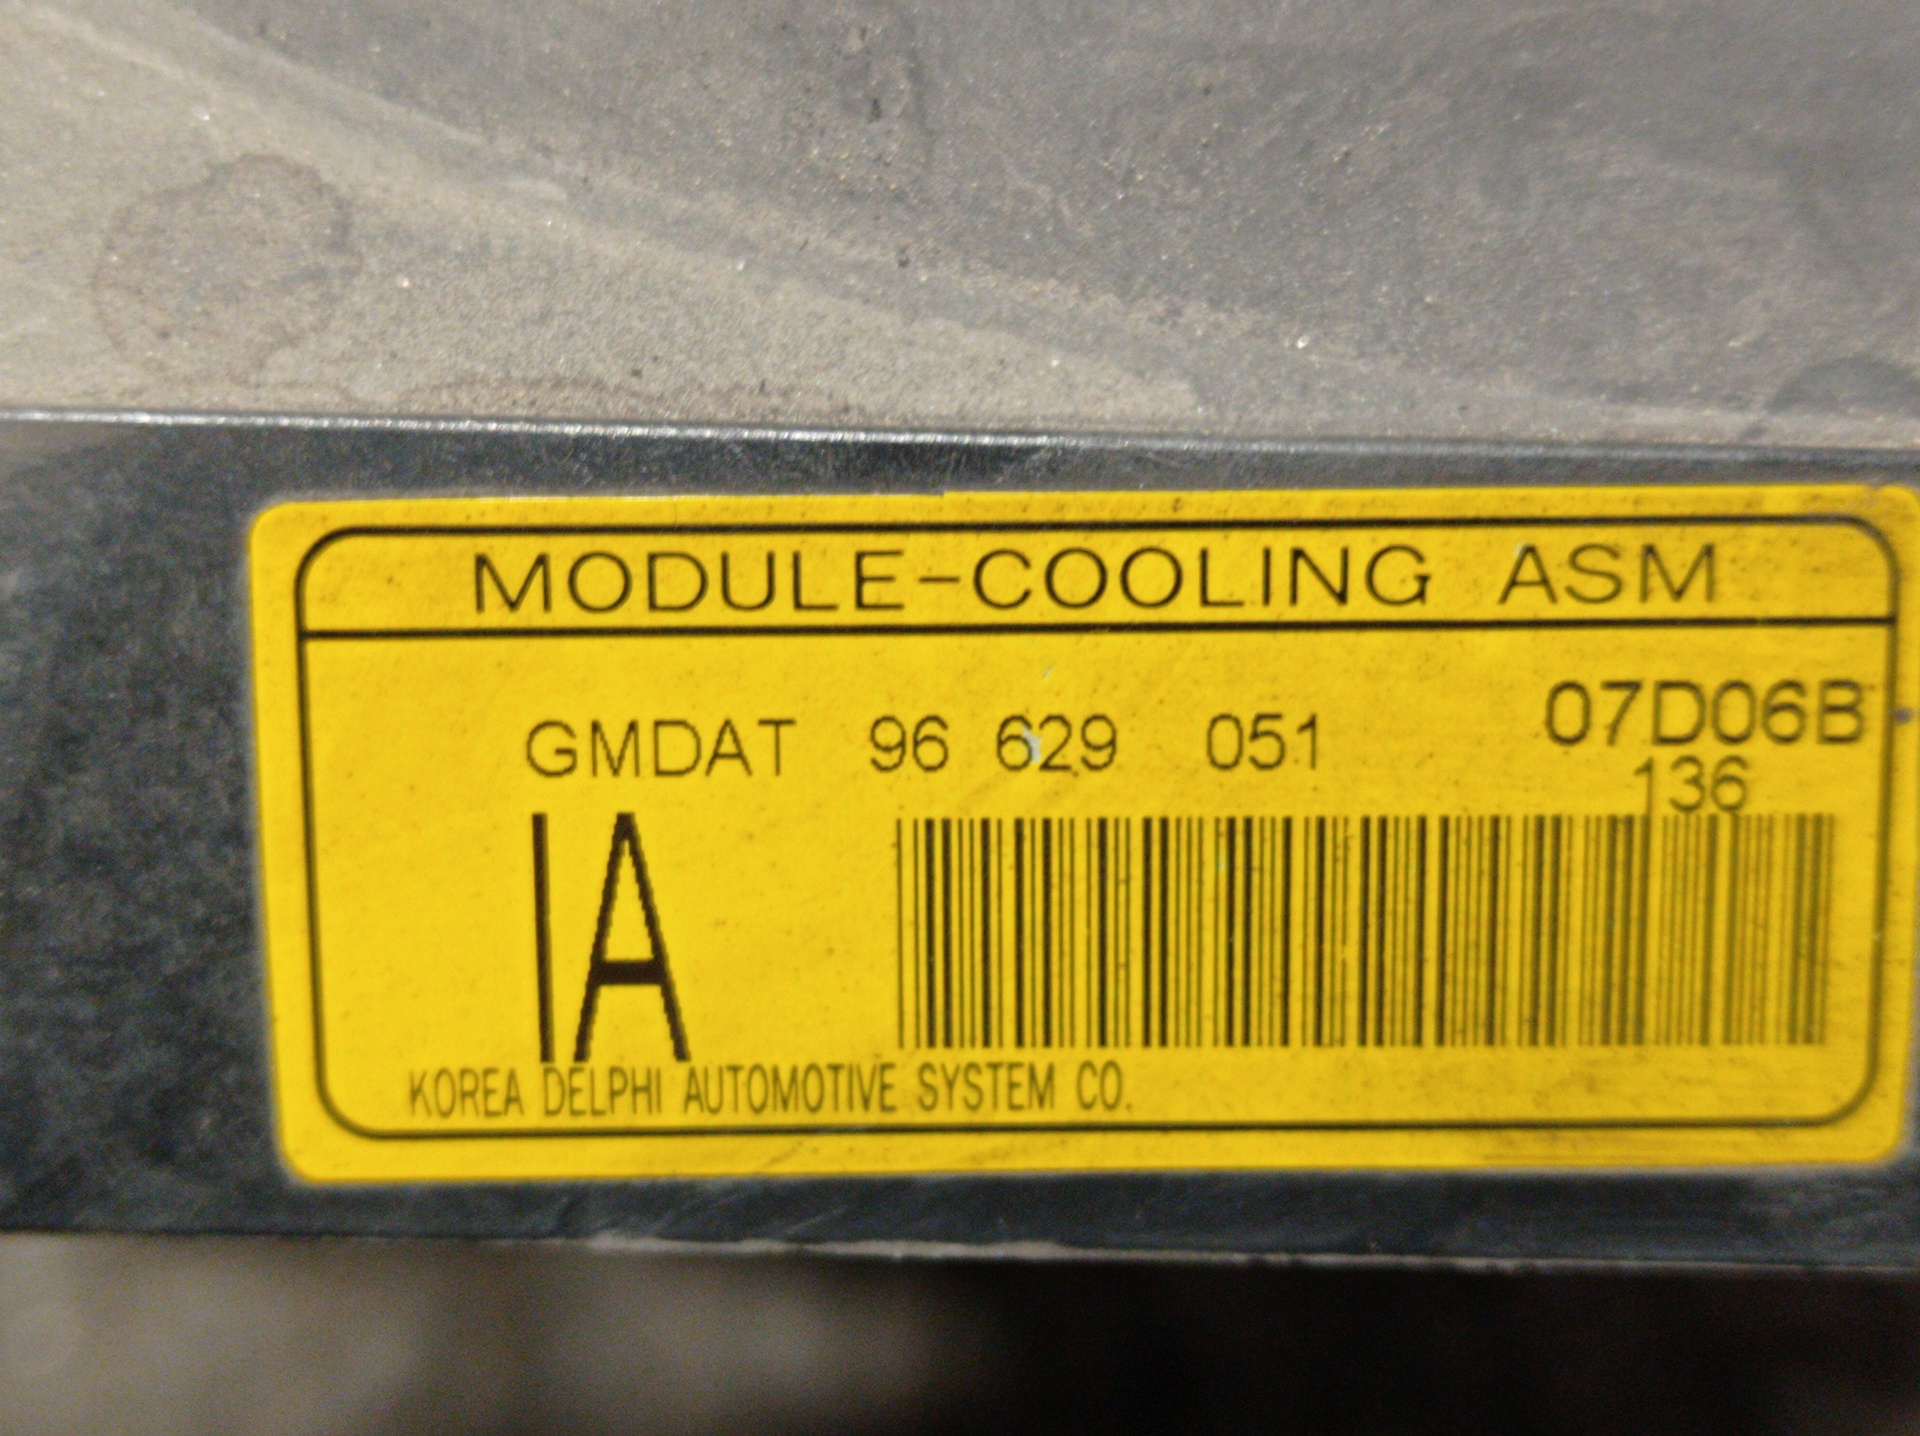 MODULE-COOLING ASM
GMDAT 96 629 051
07D06B
136
IA
KOREA DELPHI AUTOMOTIVE SYSTEM CO.